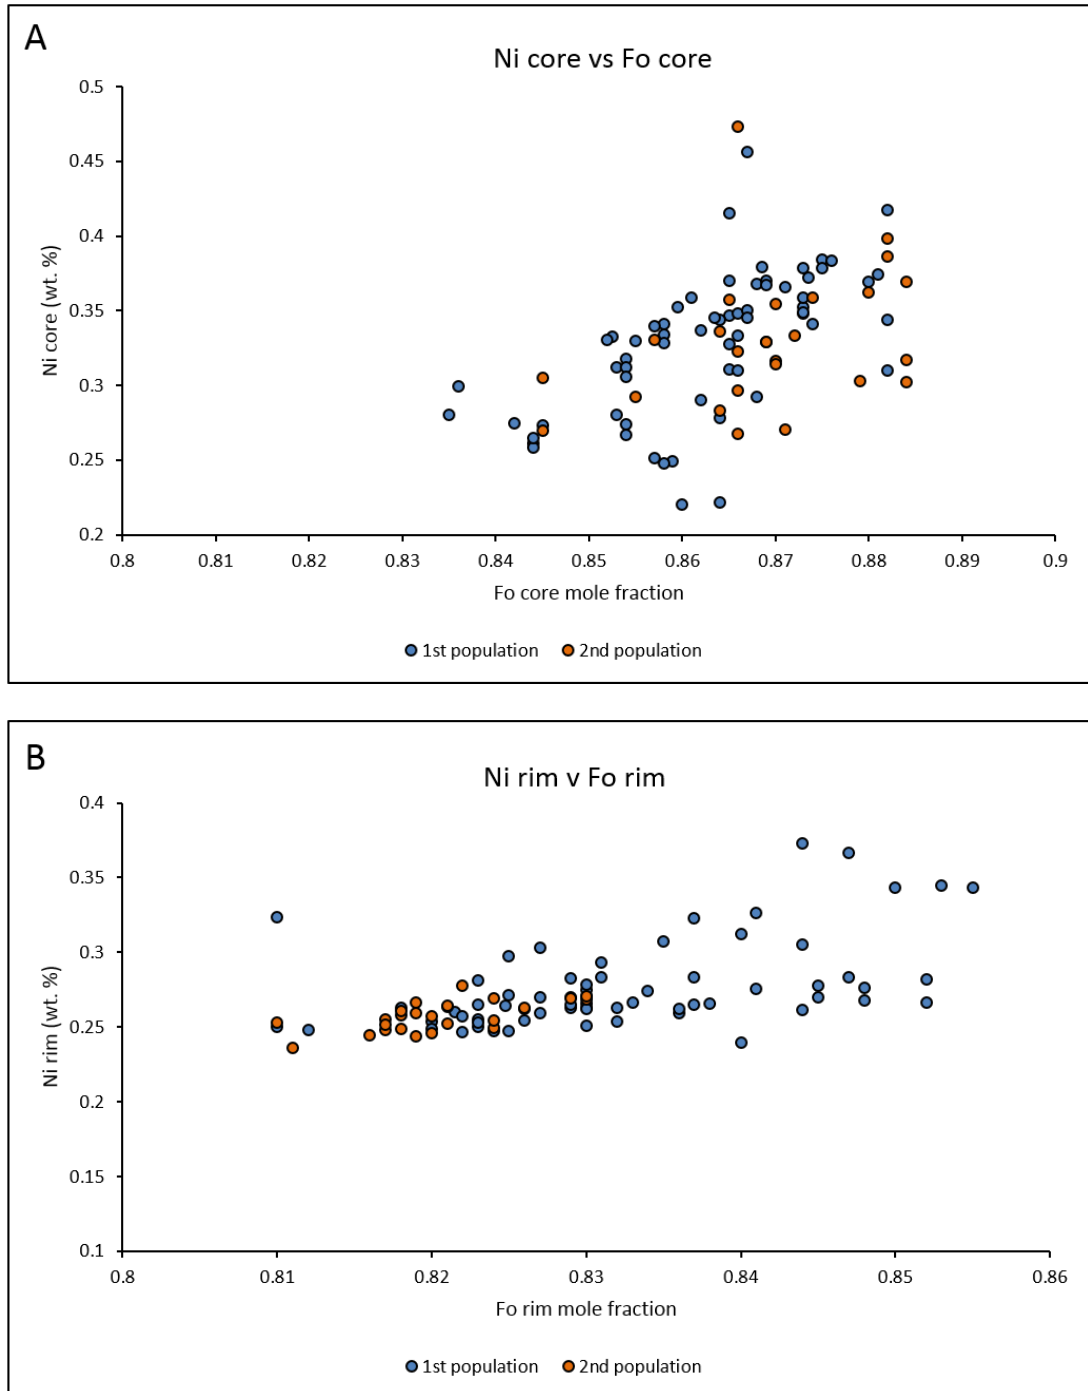 A
Ni core vs Fo core
0.5
0.45
0.4
0.35
0.3
0.25
0.2
Ni core (wt. %)
0.8 0.81 0.82 0.83 0.84 0.85 0.86 0.87 0.88 0.89 0.9
Fo core mole fraction
1st population 2nd population
B
Ni rim v Fo rim
0.4
0.35
0.3
0.25
0.2
0.15
0.1
Ni rim (wt. %)
0.8 0.81 0.82 0.83 0.84 0.85 0.86
Fo rim mole fraction
1st population 2nd population